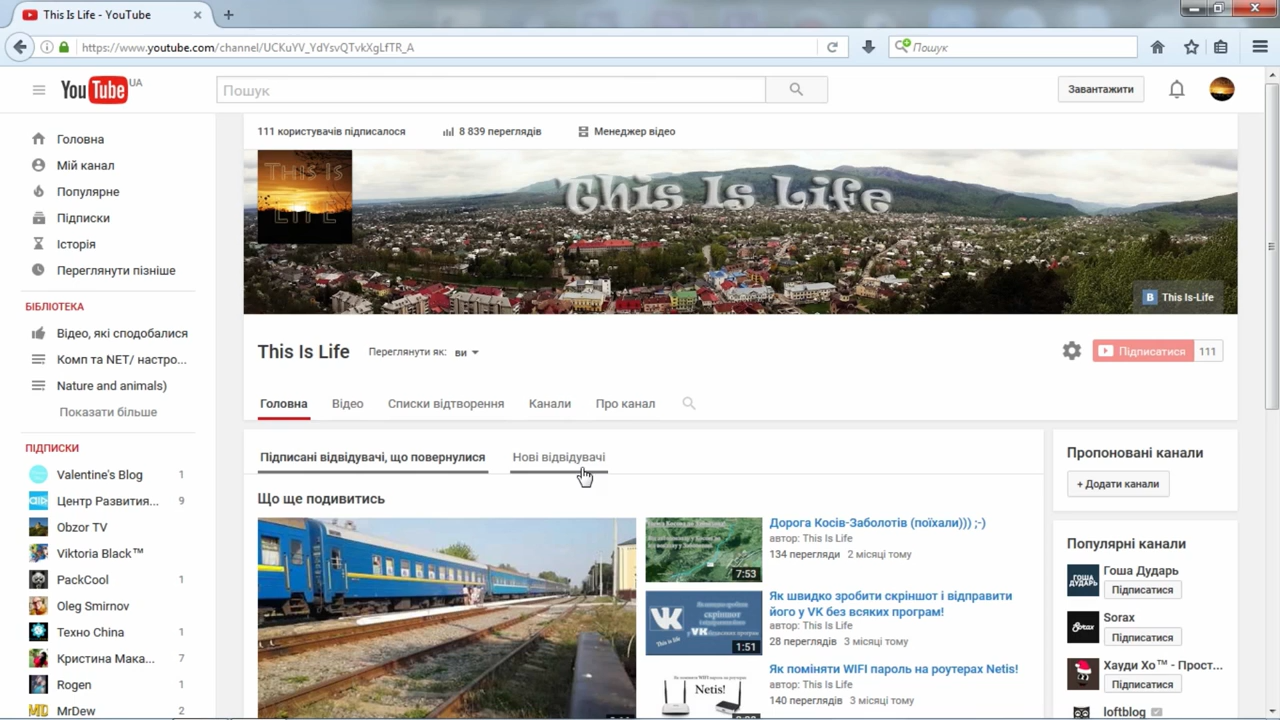 This Is Life - YouTube
https://www.youtube.com/channel/UCKuYV_YdYsvQTvkXgLfTR_A
Пошук
YouTube UA
Пошук
Завантажити
Головна
Мій канал
Популярне
Підписки
Історія
Переглянути пізніше
БІБЛІОТЕКА
Відео, які сподобалися
Комп та NET/ настро...
Nature and animals)
Показати більше
ПІДПИСКИ
Valentine's Blog 1
Центр Развития... 9
Obzor TV
Viktoria Black™
PackCool 1
Oleg Smirnov
Техно China 1
Кристина Мака... 7
Rogen 1
MrDew 2
111 користувачів підписалося
8 839 переглядів
Менеджер відео
THIS IS
LIFE
This Is Life
B This Is-Life
This Is Life
Переглянути як: ви
Підписатися 111
Головна
Відео
Списки відтворення
Канали
Про канал
Підписані відвідувачі, що повернулися
Нові відвідувачі
Що ще подивитись
7:53
Дорога Косів-Заболотів (поїхали))) ;-)
автор: This Is Life
134 перегляди 2 місяці тому
1:51
Як швидко зробити скріншот і відправити
його у VK без всяких програм!
автор: This Is Life
28 переглядів 3 місяці тому
Netis!
Як поміняти WIFI пароль на роутерах Netis!
автор: This Is Life
140 переглядів 3 місяці тому
Пропоновані канали
+ Додати канали
Популярні канали
ГОША
ДУДАРЬ
Гоша Дударь
Підписатися
Sorax
Підписатися
Хауди Хо™ - Прост...
Підписатися
loftblog